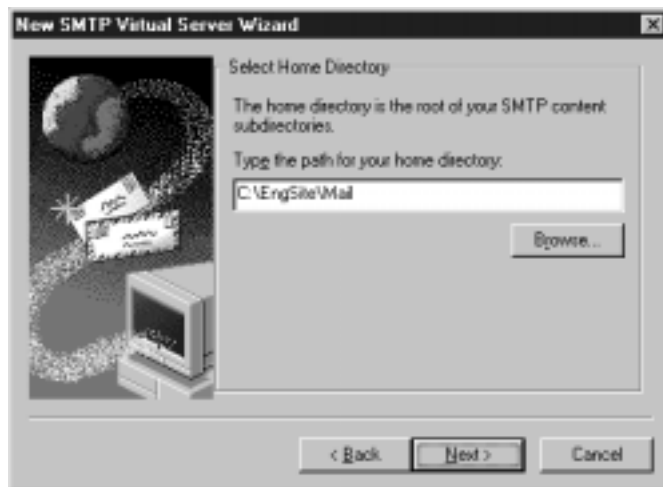 New SMTP Virtual Server Wizard
Select Home Directory
The home directory is the root of your SMTP content
subdirectories.
Type the path for your home directory:
C:\EngSite\Mail
Browse...
< Back
Next >
Cancel